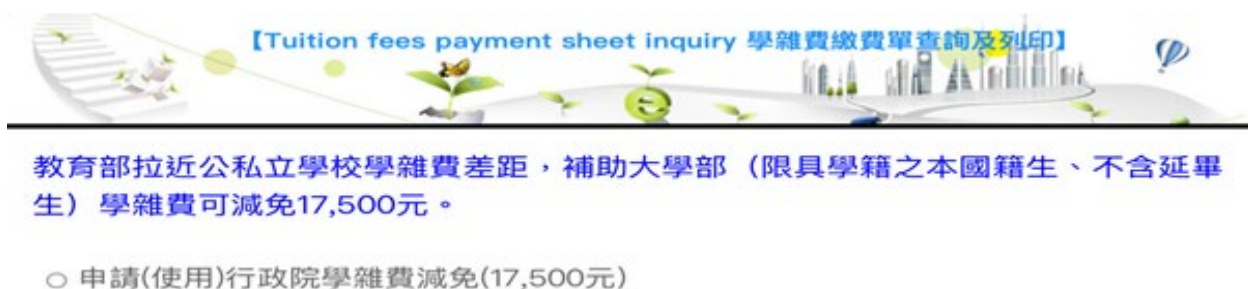 【Tuition fees payment sheet inquiry 學雜費繳費單查詢及列印】
教育部拉近公私立學校學雜費差距，補助大學部（限具學籍之本國籍生、不含延畢
生）學雜費可減免17,500元。
○ 申請(使用)行政院學雜費減免(17,500元)